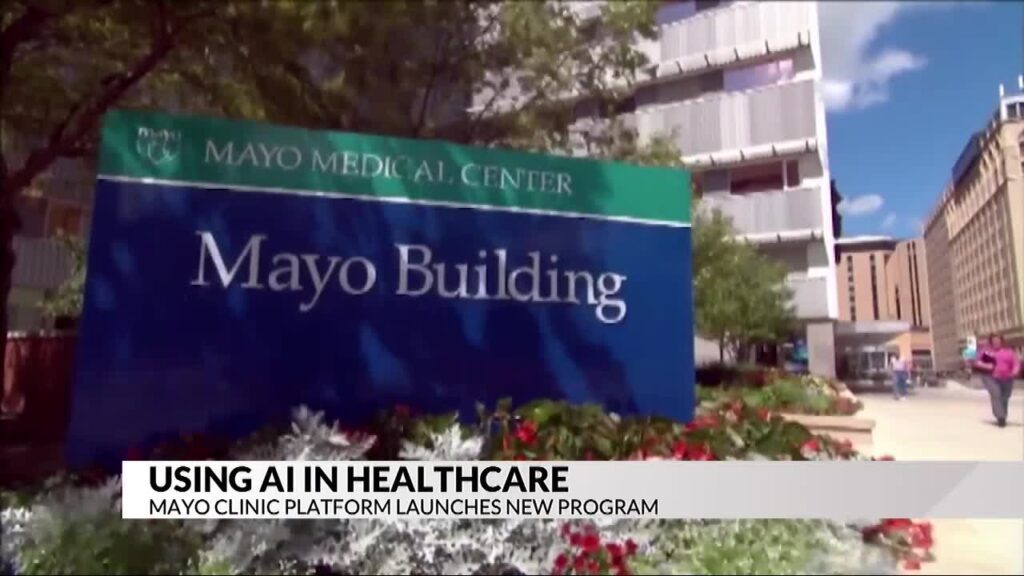 MAYO MEDICAL CENTER
Mayo Building
USING AI IN HEALTHCARE
MAYO CLINIC PLATFORM LAUNCHES NEW PROGRAM